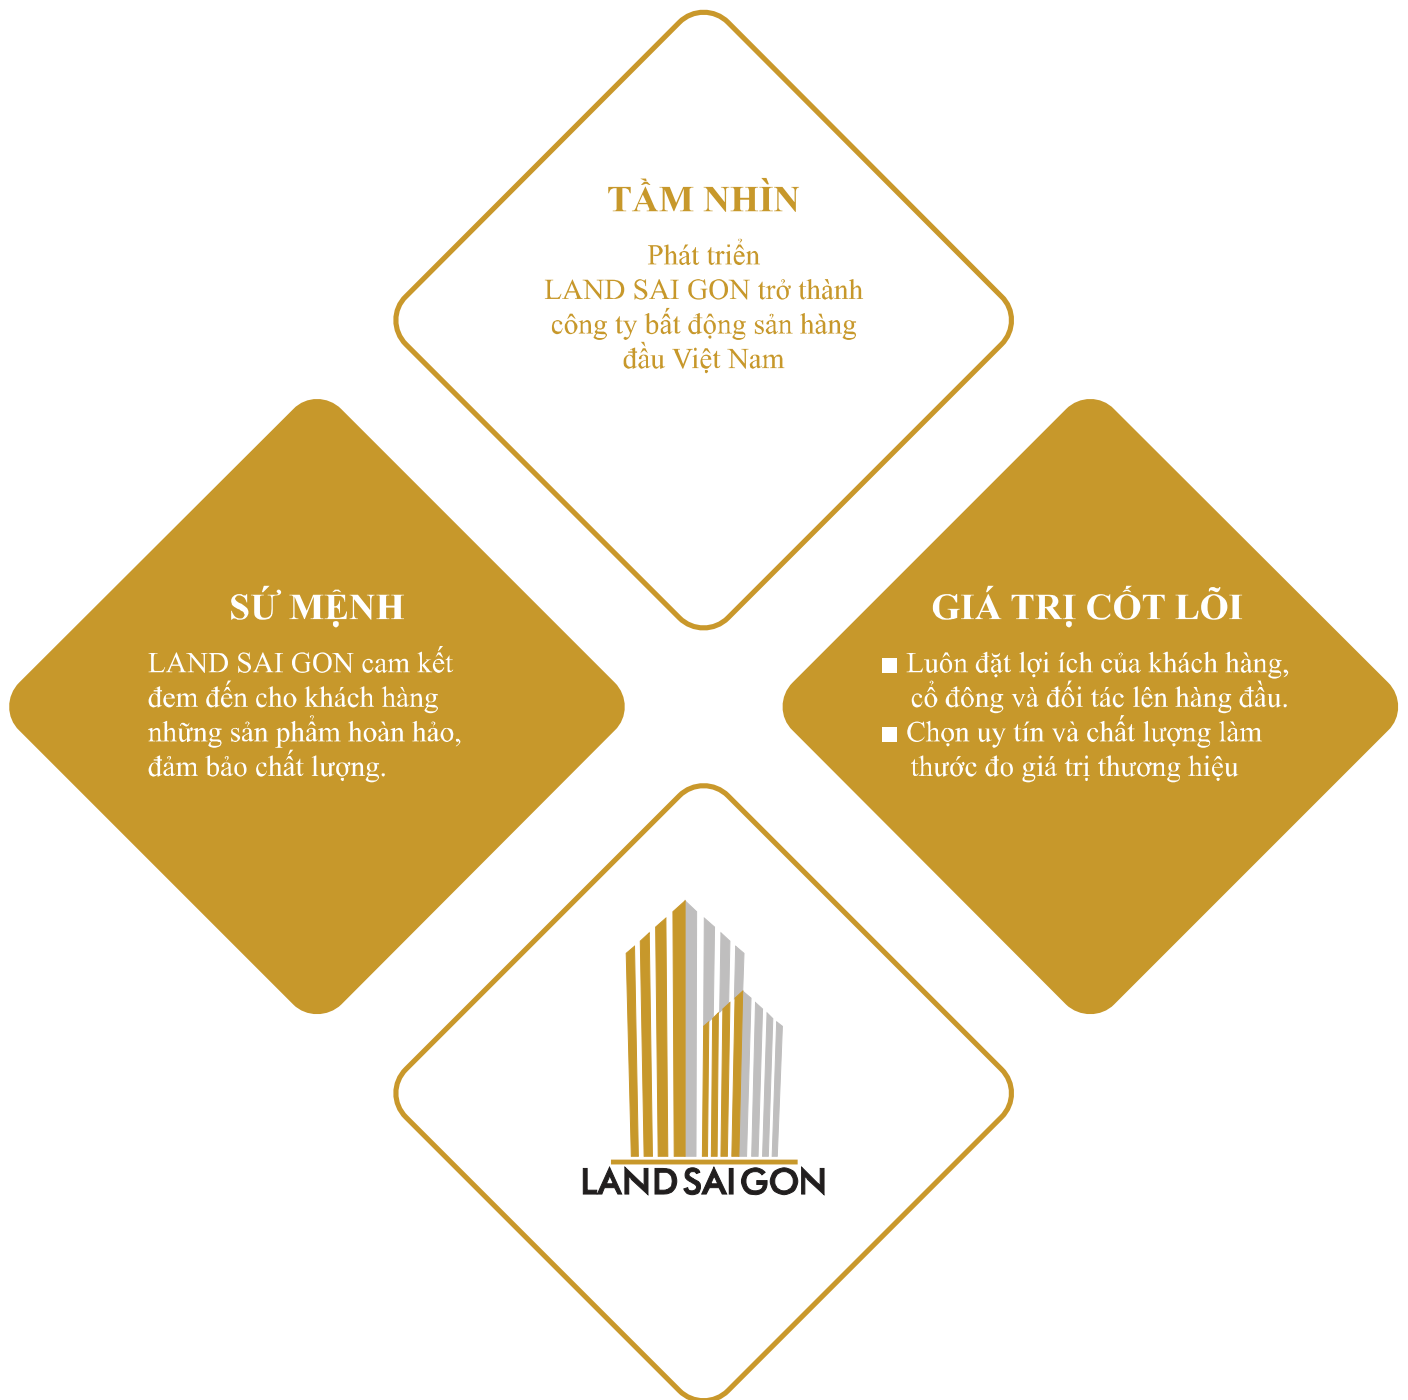 TẦM NHÌN
Phát triển
LAND SAI GON trở thành
công ty bất động sản hàng
đầu Việt Nam
SỨ MỆNH
LAND SAI GON cam kết
đem đến cho khách hàng
những sản phẩm hoàn hảo,
đảm bảo chất lượng.
GIÁ TRỊ CỐT LÕI
Luôn đặt lợi ích của khách hàng,
cổ đông và đối tác lên hàng đầu.
Chọn uy tín và chất lượng làm
thước đo giá trị thương hiệu
LAND SAI GON